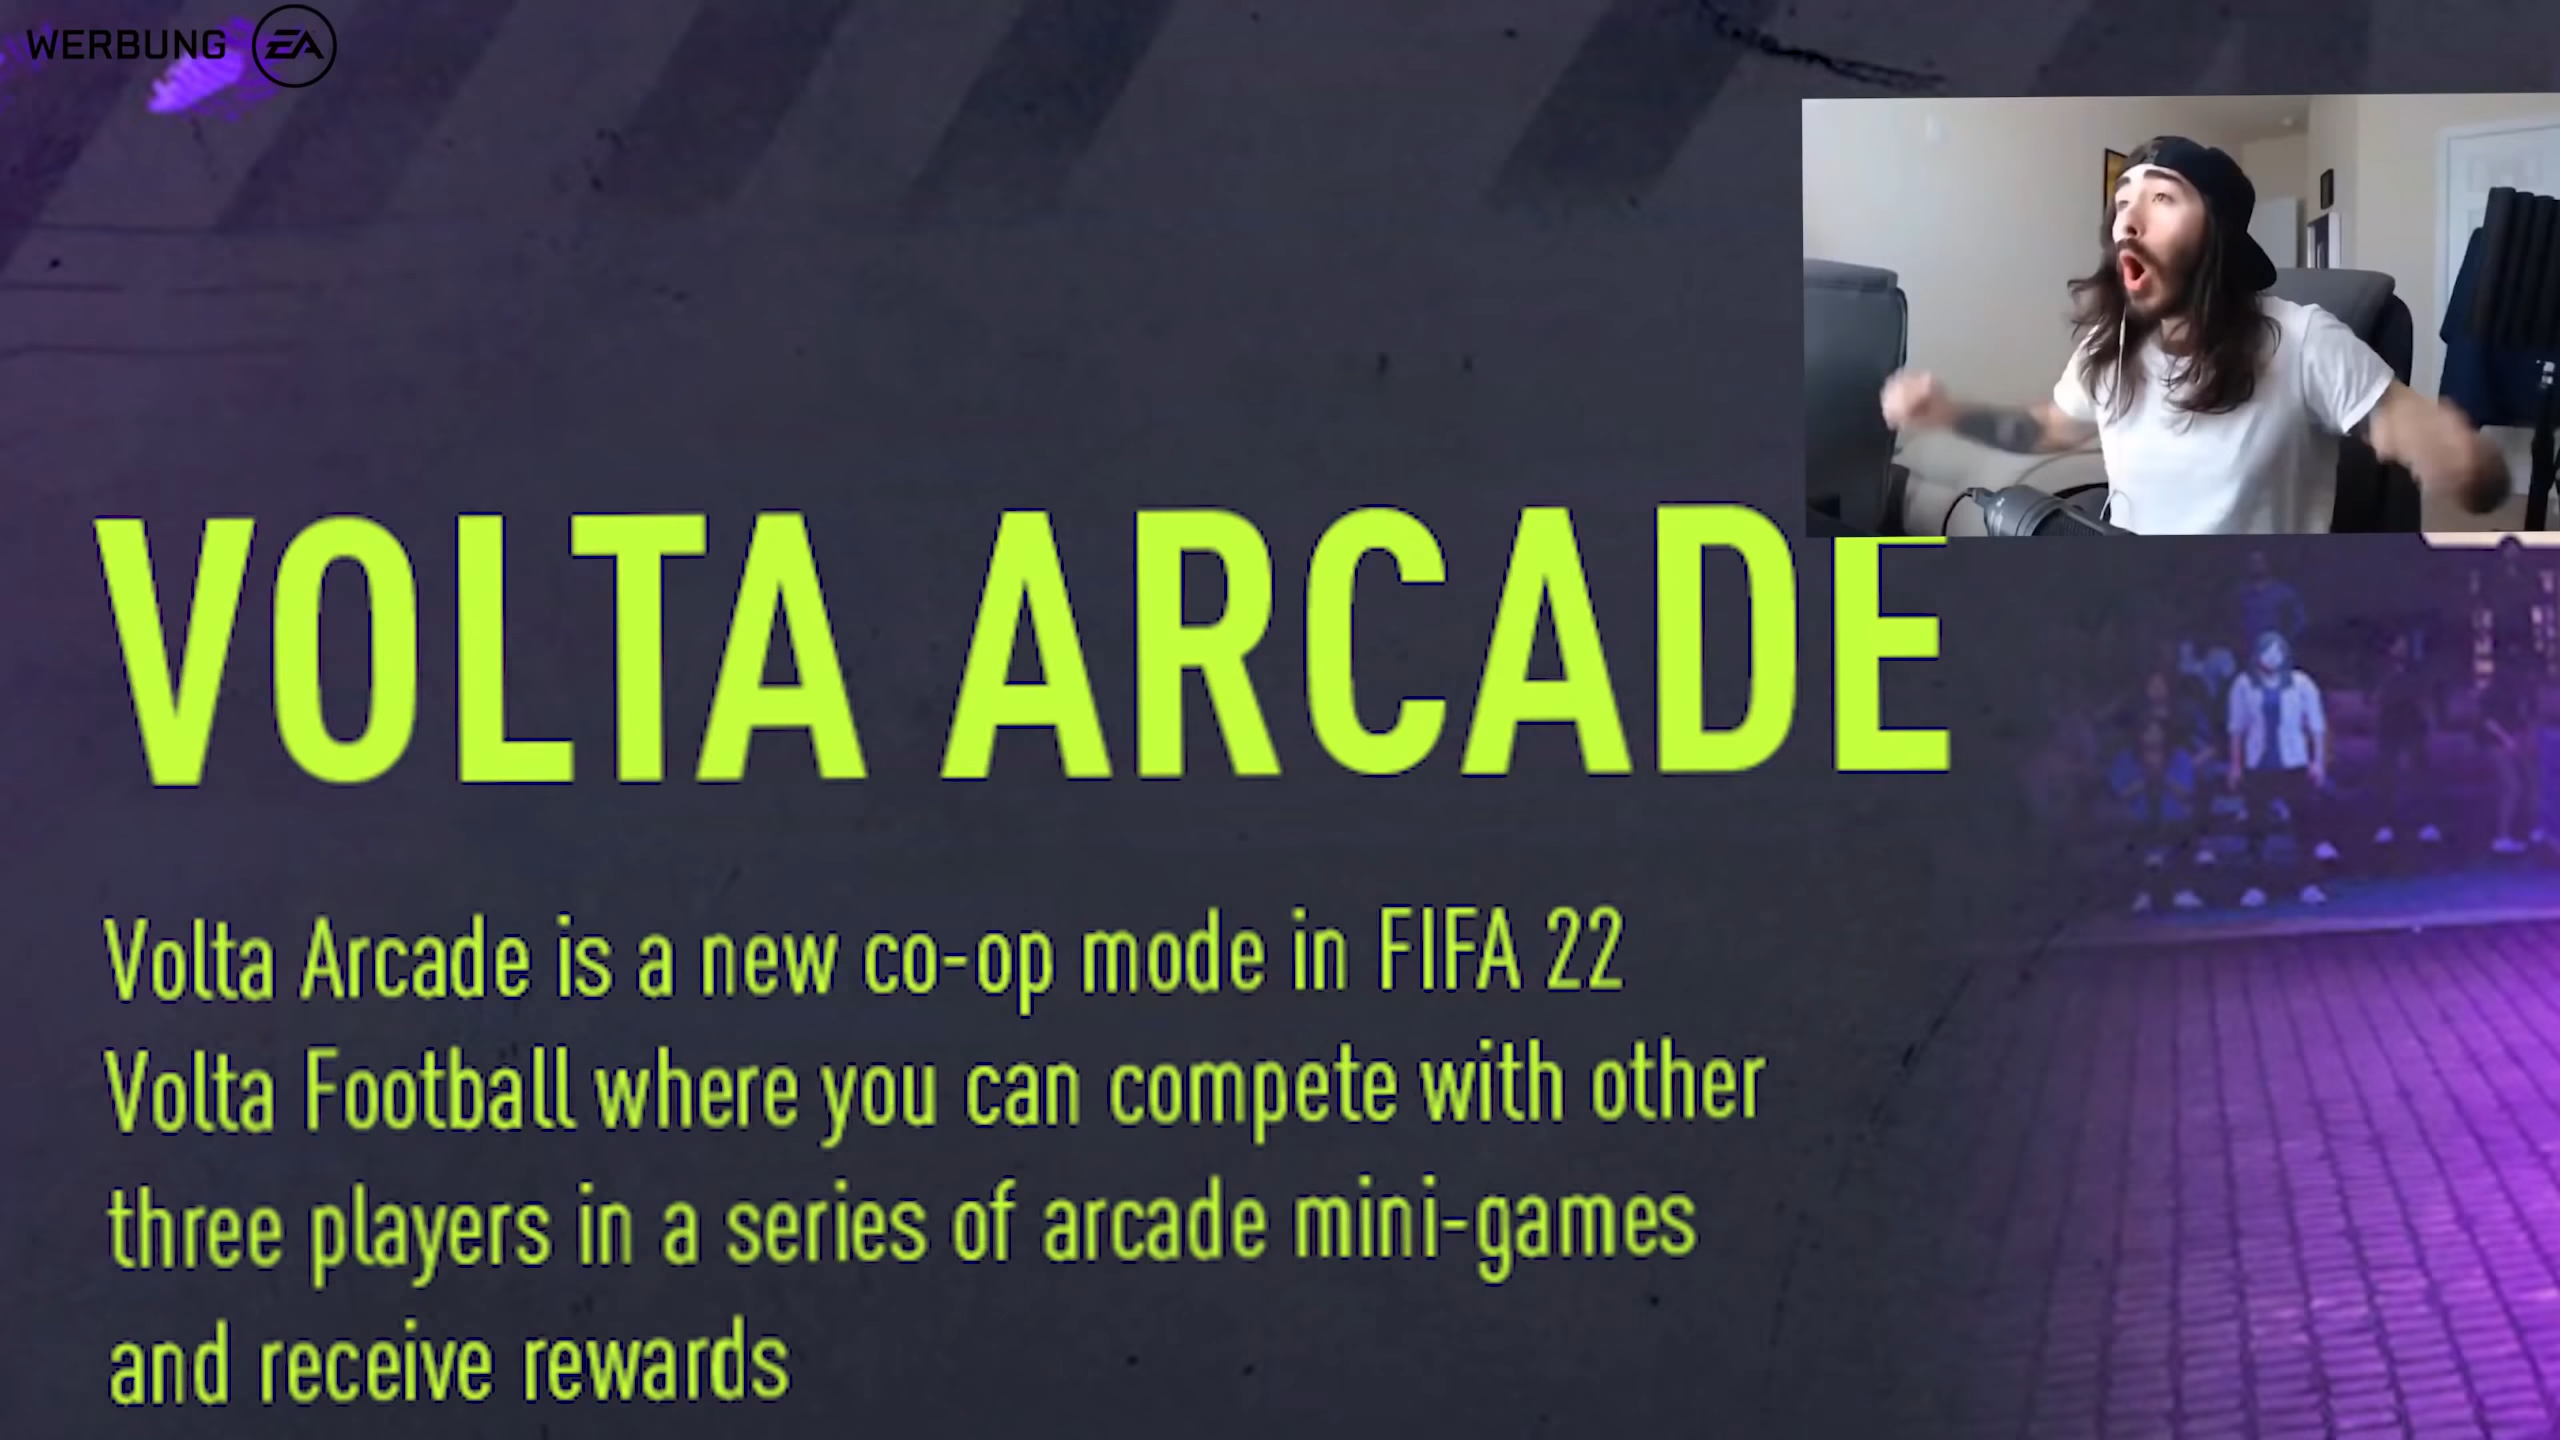 WERBUNG EA
VOLTA ARCADE
Volta Arcade is a new co-op mode in FIFA 22
Volta Football where you can compete with other
three players in a series of arcade mini-games
and receive rewards